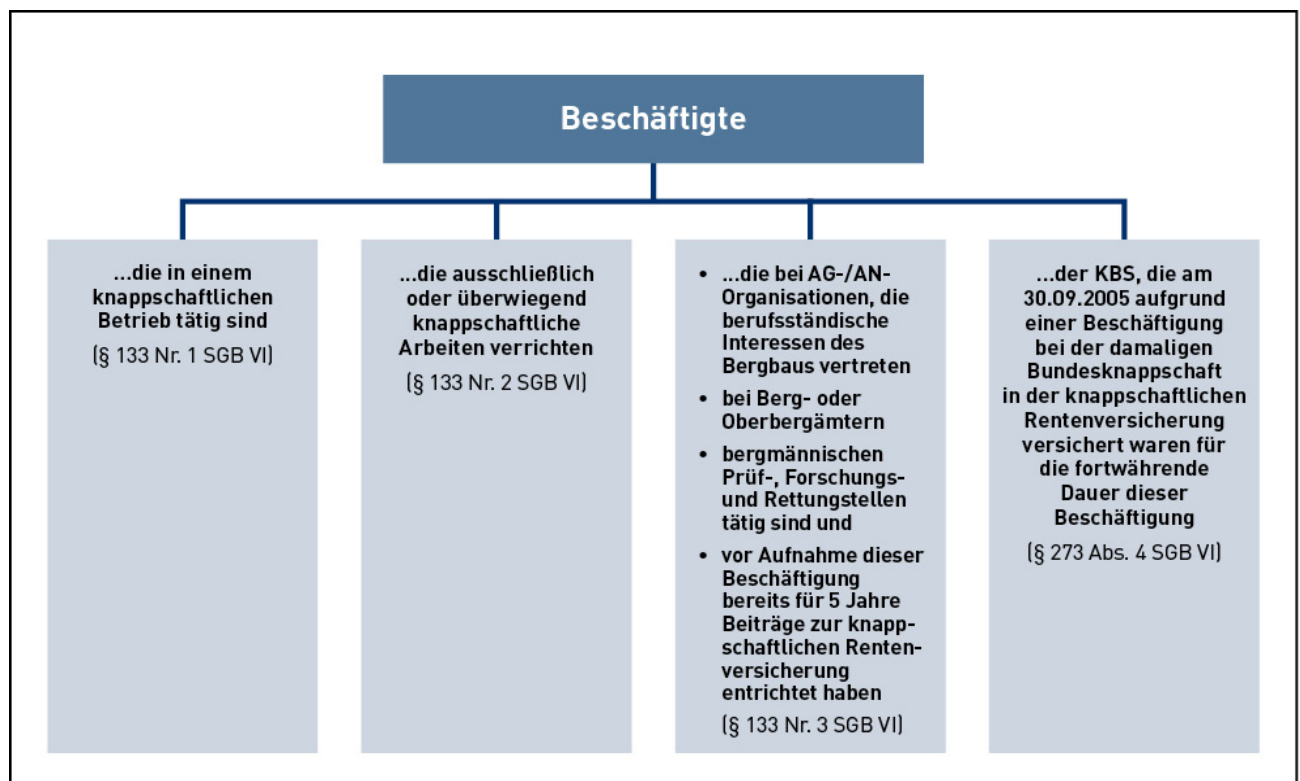 Beschäftigte
...die in einem
knappschaftlichen
Betrieb tätig sind
(§ 133 Nr. 1 SGB VI)
...die ausschließlich
oder überwiegend
knappschaftliche
Arbeiten verrichten
(§ 133 Nr. 2 SGB VI)
• ...die bei AG-/AN-
Organisationen, die
berufsständische
Interessen des
Bergbaus vertreten
• bei Berg- oder
Oberbergämtern
• bergmännischen
Prüf-, Forschungs-
und Rettungstellen
tätig sind und
• vor Aufnahme dieser
Beschäftigung
bereits für 5 Jahre
Beiträge zur knapp-
schaftlichen Renten-
versicherung
entrichtet haben
(§ 133 Nr. 3 SGB VI)
...der KBS, die am
30.09.2005 aufgrund
einer Beschäftigung
bei der damaligen
Bundesknappschaft
in der knappschaftlichen
Rentenversicherung
versichert waren für
die fortwährende
Dauer dieser
Beschäftigung
(§ 273 Abs. 4 SGB VI)